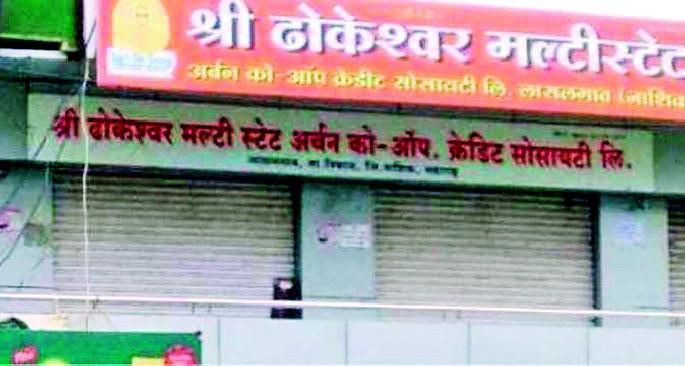 श्री ढोकेश्वर मल्टीस्टेट
अर्बन को-ऑप क्रेडीट सोसायटी लि. लासलगाव (नाशिक
श्री ढोकेश्वर मल्टी स्टेट अर्बन को-ऑप. क्रेडिट सोसायटी लि.